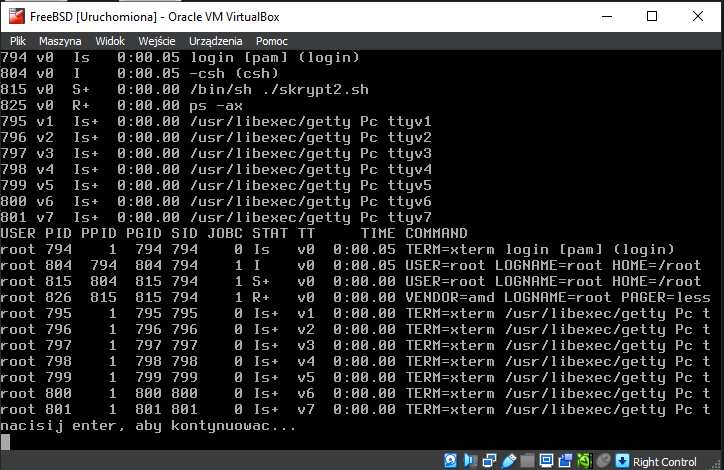 FreeBSD [Uruchomiona] - Oracle VM VirtualBox
Plik Maszyna Widok Wejście Urządzenia Pomoc
794 v0 Is 0:00.05 login [pam] (login)
804 v0 I 0:00.05 -csh (csh)
815 v0 S+ 0:00.00 /bin/sh ./skrypt2.sh
825 v0 R+ 0:00.00 ps -ax
795 v1 Is+ 0:00.00 /usr/libexec/getty Pc ttyv1
796 v2 Is+ 0:00.00 /usr/libexec/getty Pc ttyv2
797 v3 Is+ 0:00.00 /usr/libexec/getty Pc ttyv3
798 v4 Is+ 0:00.00 /usr/libexec/getty Pc ttyv4
799 v5 Is+ 0:00.00 /usr/libexec/getty Pc ttyv5
800 v6 Is+ 0:00.00 /usr/libexec/getty Pc ttyv6
801 v7 Is+ 0:00.00 /usr/libexec/getty Pc ttyv7
USER PID PPID PGID SID JOBC STAT TT TIME COMMAND
root 794 1 794 794 0 Is v0 0:00.05 TERM=xterm login [pam] (login)
root 804 794 804 794 1 I v0 0:00.05 USER=root LOGNAME=root HOME=/root
root 815 804 815 794 1 S+ v0 0:00.00 USER=root LOGNAME=root HOME=/root
root 826 815 815 794 1 R+ v0 0:00.00 VENDOR=amd LOGNAME=root PAGER=less
root 795 1 795 795 0 Is+ v1 0:00.00 TERM=xterm /usr/libexec/getty Pc t
root 796 1 796 796 0 Is+ v2 0:00.00 TERM=xterm /usr/libexec/getty Pc t
root 797 1 797 797 0 Is+ v3 0:00.00 TERM=xterm /usr/libexec/getty Pc t
root 798 1 798 798 0 Is+ v4 0:00.00 TERM=xterm /usr/libexec/getty Pc t
root 799 1 799 799 0 Is+ v5 0:00.00 TERM=xterm /usr/libexec/getty Pc t
root 800 1 800 800 0 Is+ v6 0:00.00 TERM=xterm /usr/libexec/getty Pc t
root 801 1 801 801 0 Is+ v7 0:00.00 TERM=xterm /usr/libexec/getty Pc t
nacisij enter, aby kontynuowac...
Right Control